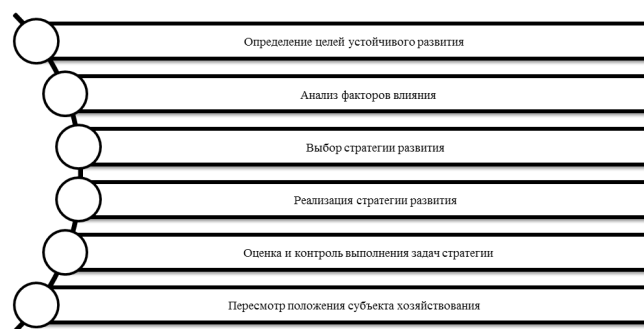 Определение целей устойчивого развития
Анализ факторов влияния
Выбор стратегии развития
Реализация стратегии развития
Оценка и контроль выполнения задач стратегии
Пересмотр положения субъекта хозяйствования